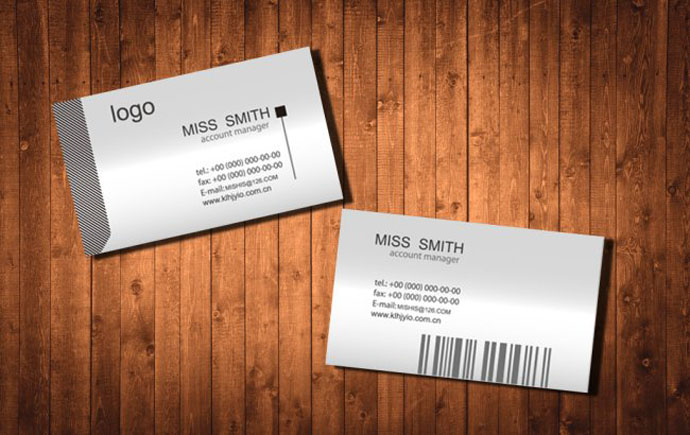 logo
MISS SMITH
account manager
tel.: +00 (000) 000-00-00
fax: +00 (000) 000-00-00
E-mail:MISHIS@126.COM
www.klhjyio.com.cn
MISS SMITH
account manager
tel.: +00 (000) 000-00-00
fax: +00 (000) 000-00-00
E-mail:MISHIS@126.COM
www.klhjyio.com.cn